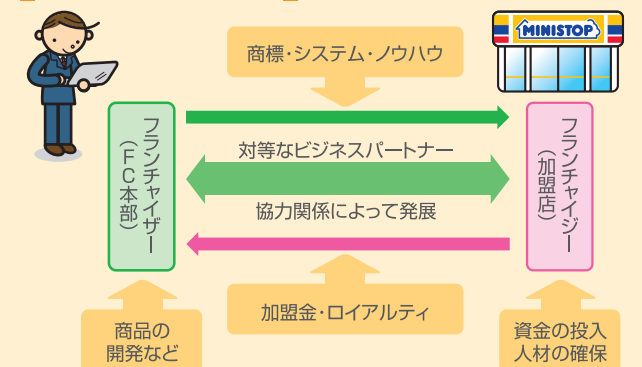 商標・システム・ノウハウ
MINISTOP
フランチャイザー
（FC本部）
対等なビジネスパートナー
協力関係によって発展
フランチャイジー
（加盟店）
加盟金・ロイアルティ
商品の
開発など
資金の投入
人材の確保